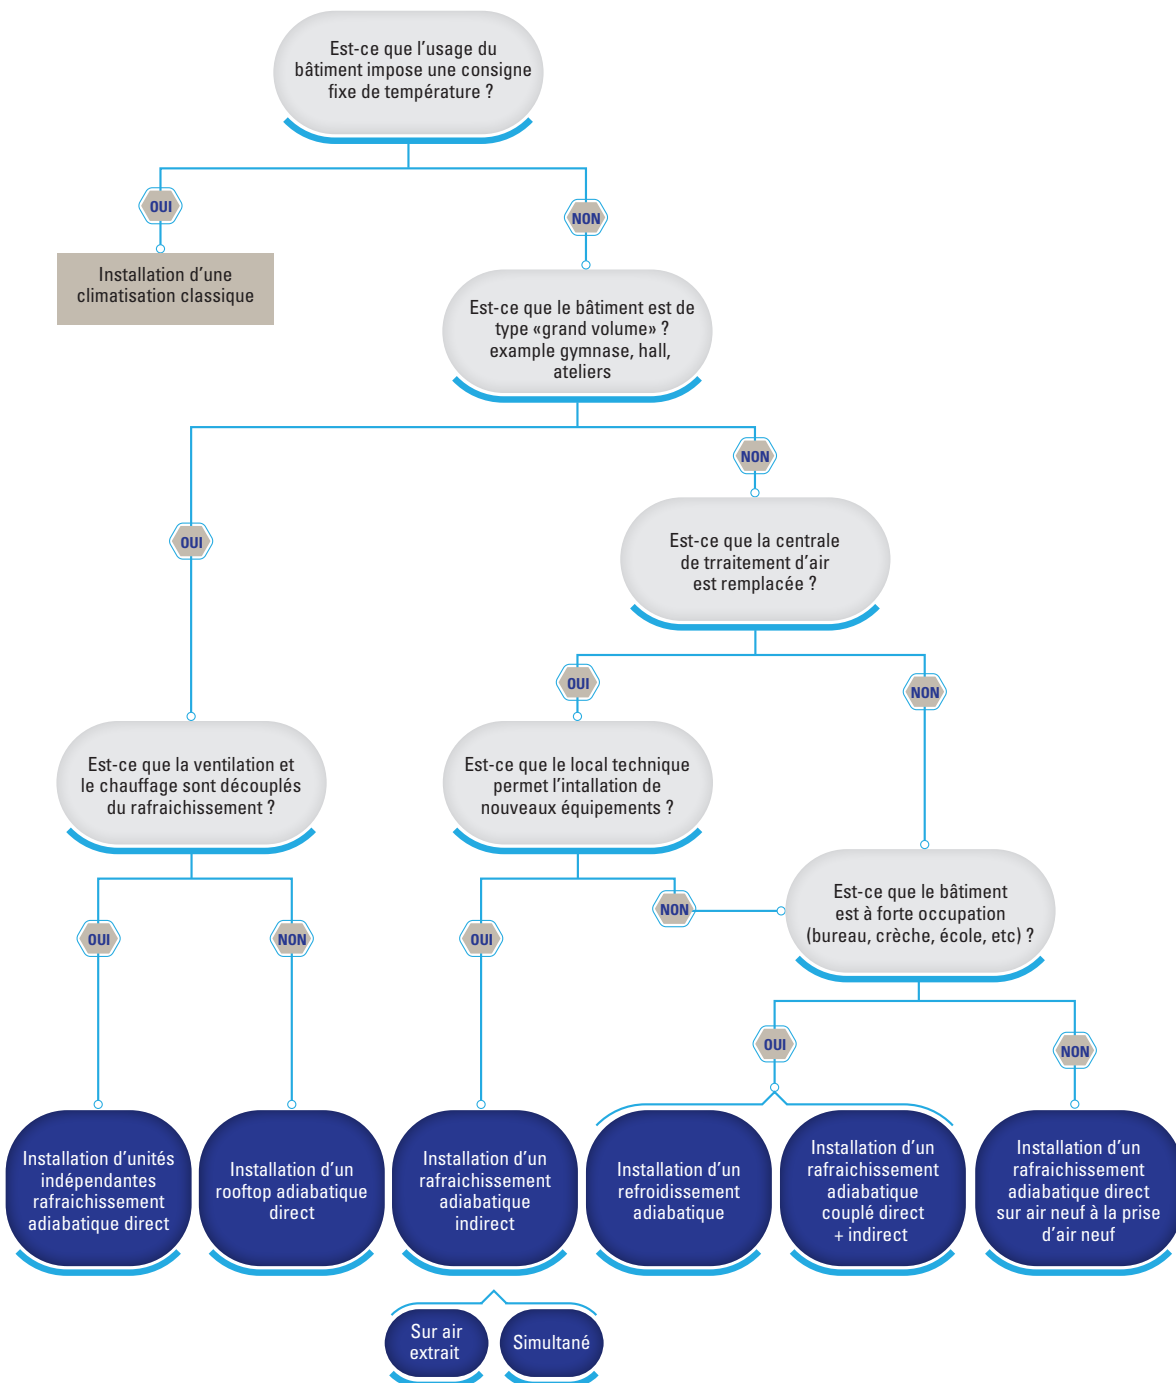 Est-ce que l'usage du
bâtiment impose une consigne
fixe de température ?
OUI
NON
Installation d'une
climatisation classique
Est-ce que le bâtiment est de
type «grand volume» ?
example gymnase, hall,
ateliers
OUI
NON
Est-ce que la centrale
de trraitement d'air
est remplacée ?
OUI
NON
Est-ce que la ventilation et
le chauffage sont découplés
du rafraichissement ?
Est-ce que le local technique
permet l'intallation de
nouveaux équipements ?
Est-ce que le bâtiment
est à forte occupation
(bureau, crèche, école, etc) ?
OUI
NON
OUI
NON
OUI
NON
Installation d'unités
indépendantes
rafraichissement
adiabatique direct
Installation d'un
rooftop adiabatique
direct
Installation d'un
rafraichissement
adiabatique
indirect
Installation d'un
refroidissement
adiabatique
Installation d'un
rafraichissement
adiabatique
couplé direct
+ indirect
Installation d'un
rafraichissement
adiabatique direct
sur air neuf à la prise
d'air neuf
Sur air
extrait
Simultané